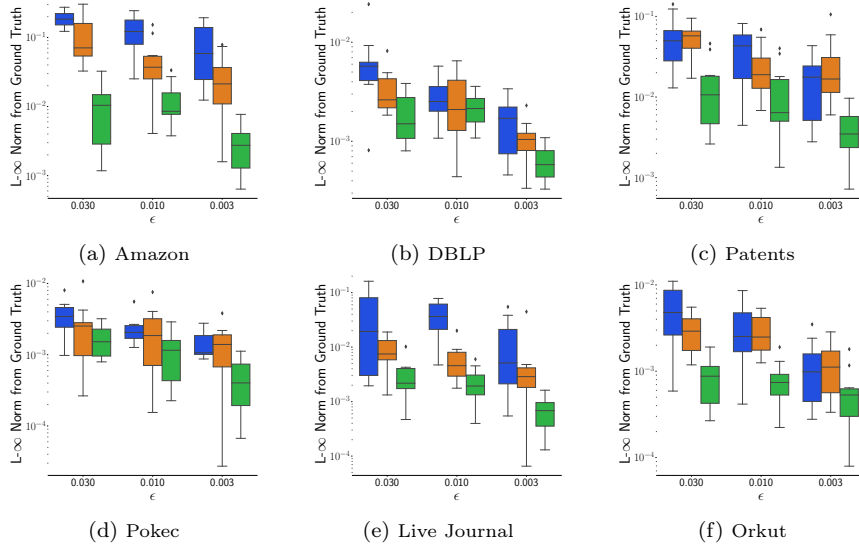 L-∞ Norm from Ground Truth
10⁻¹
10⁻²
10⁻³
0.030 0.010 0.003
ϵ
(a) Amazon
L-∞ Norm from Ground Truth
10⁻²
10⁻³
0.030 0.010 0.003
ϵ
(b) DBLP
L-∞ Norm from Ground Truth
10⁻¹
10⁻²
10⁻³
0.030 0.010 0.003
ϵ
(c) Patents
L-∞ Norm from Ground Truth
10⁻²
10⁻³
10⁻⁴
0.030 0.010 0.003
ϵ
(d) Pokec
L-∞ Norm from Ground Truth
10⁻¹
10⁻²
10⁻³
10⁻⁴
0.030 0.010 0.003
ϵ
(e) Live Journal
L-∞ Norm from Ground Truth
10⁻²
10⁻³
10⁻⁴
0.030 0.010 0.003
ϵ
(f) Orkut